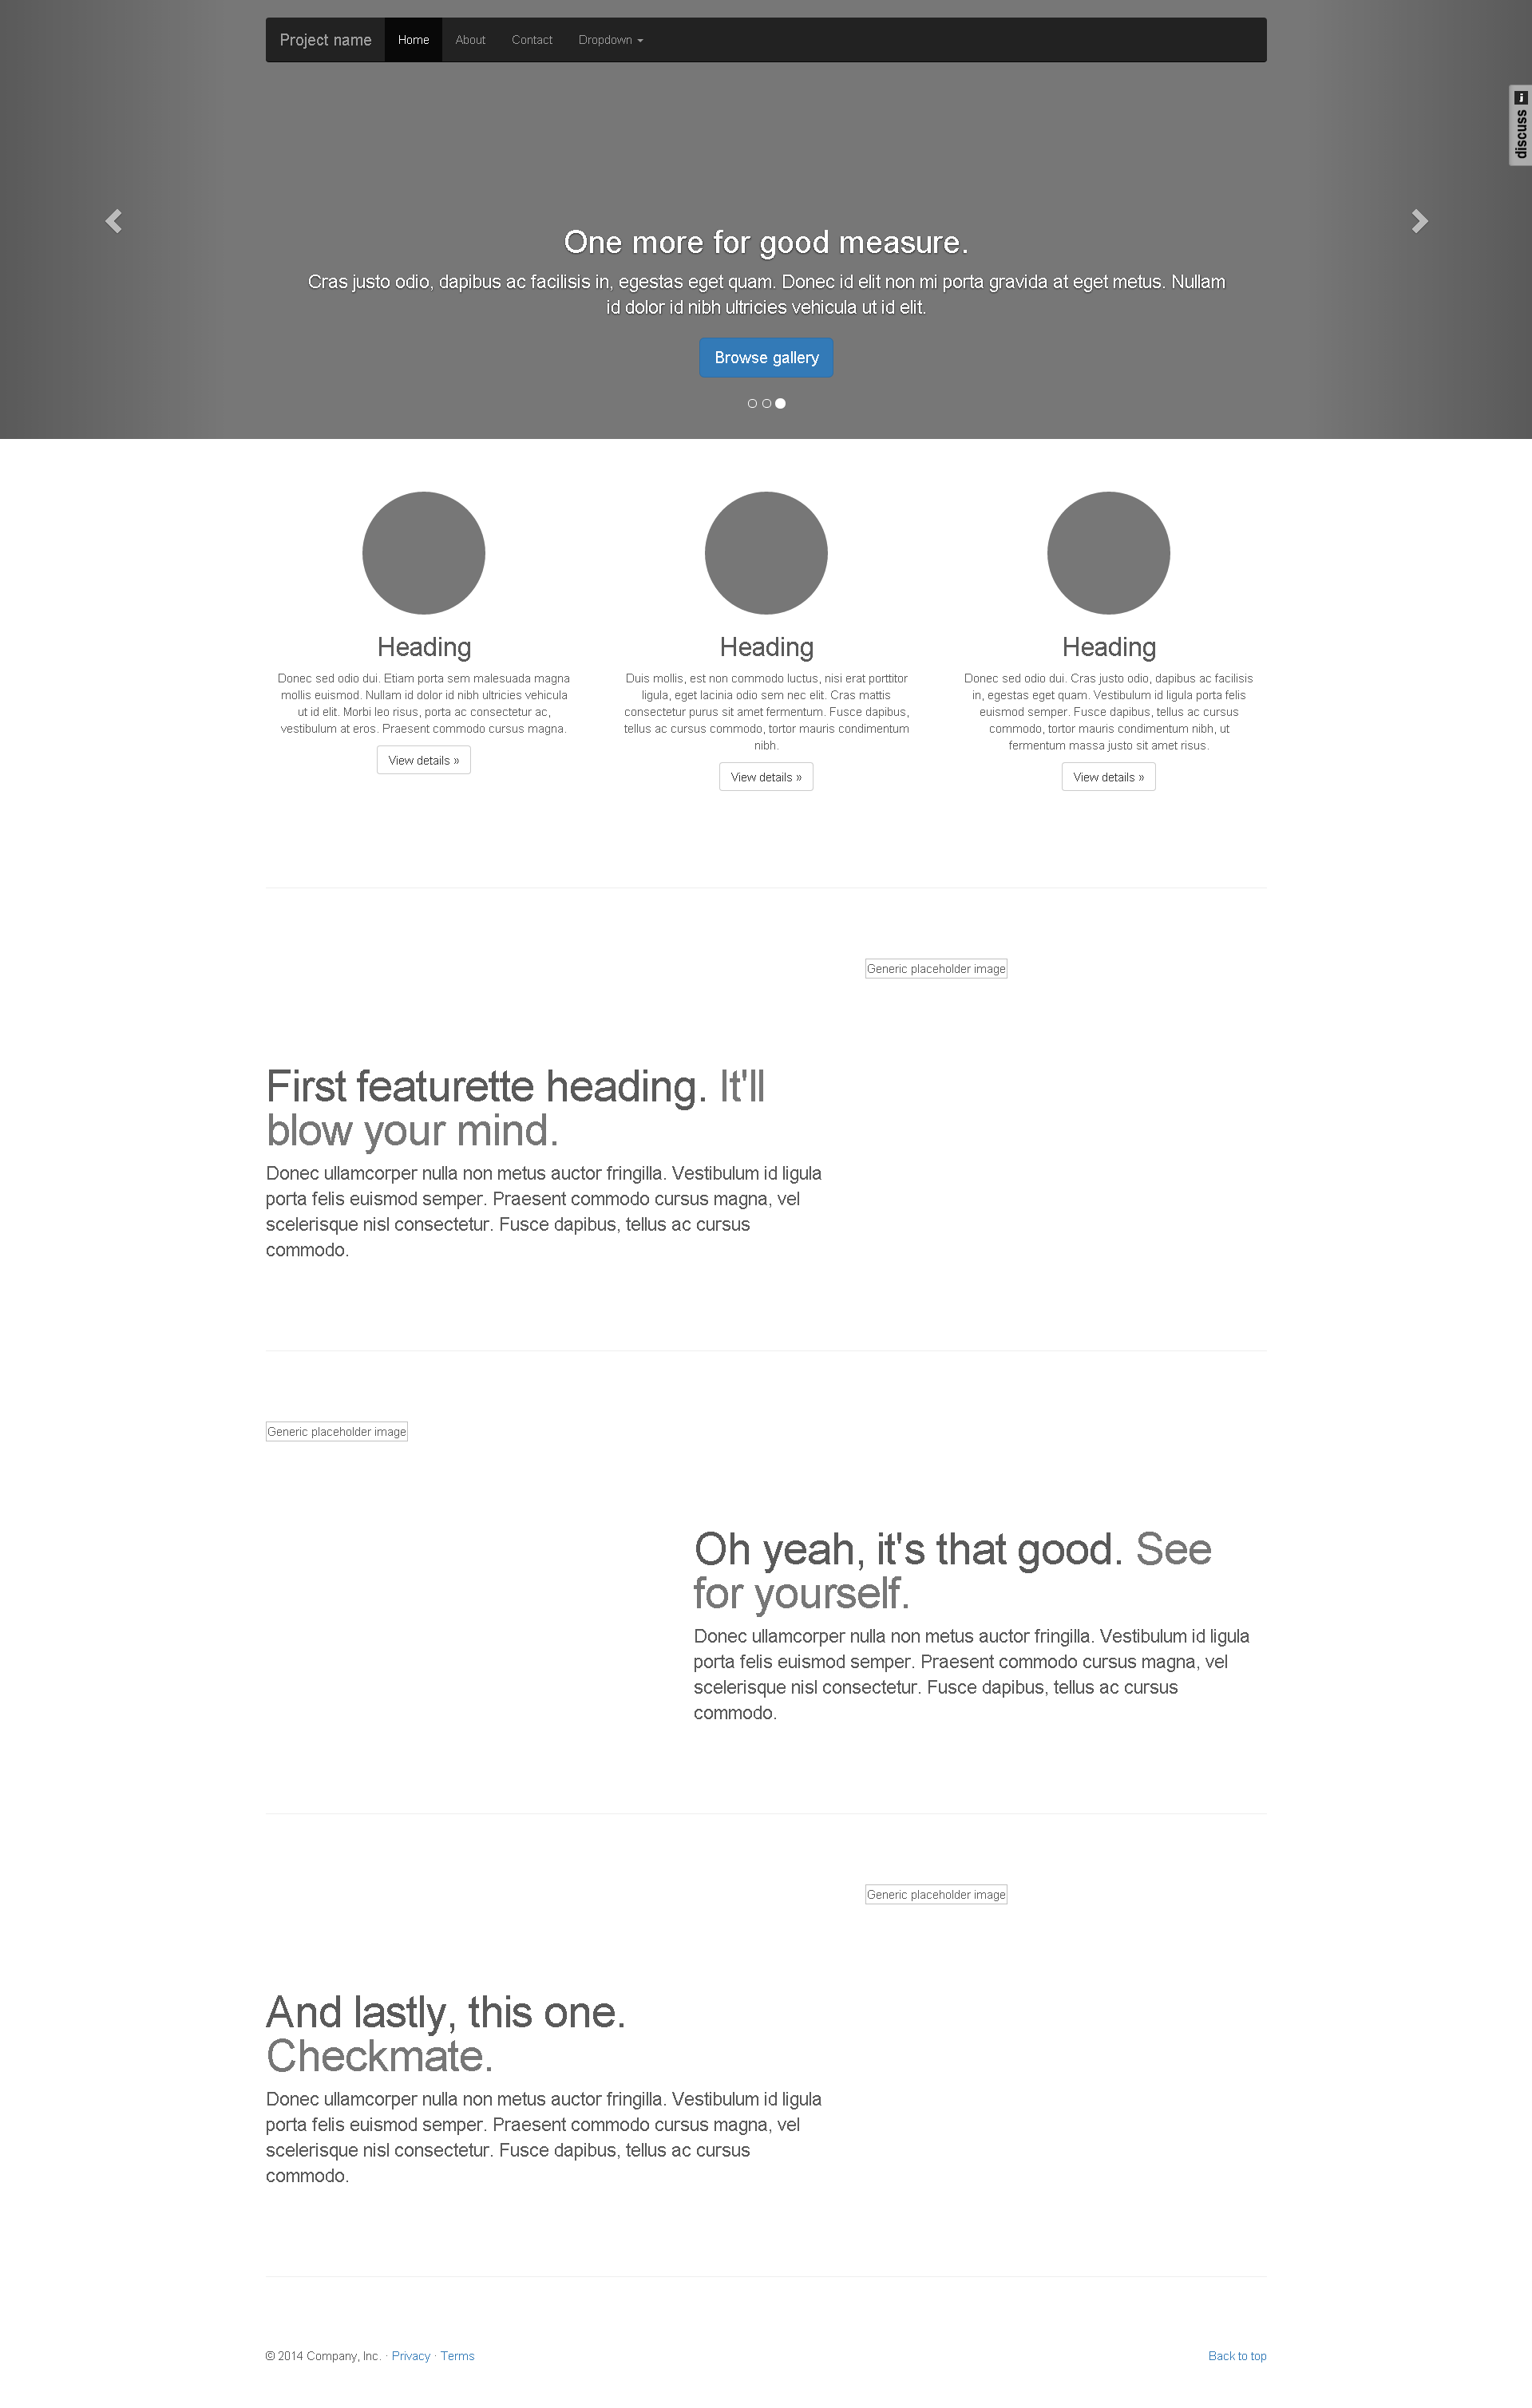 Project name Home About Contact Dropdown
discuss
One more for good measure.
Cras justo odio, dapibus ac facilisis in, egestas eget quam. Donec id elit non mi porta gravida at eget metus. Nullam
id dolor id nibh ultricies vehicula ut id elit.
Browse gallery
Heading
Donec sed odio dui. Etiam porta sem malesuada magna
mollis euismod. Nullam id dolor id nibh ultricies vehicula
ut id elit. Morbi leo risus, porta ac consectetur ac,
vestibulum at eros. Praesent commodo cursus magna.
View details »
Heading
Duis mollis, est non commodo luctus, nisi erat porttitor
ligula, eget lacinia odio sem nec elit. Cras mattis
consectetur purus sit amet fermentum. Fusce dapibus,
tellus ac cursus commodo, tortor mauris condimentum
nibh.
View details »
Heading
Donec sed odio dui. Cras justo odio, dapibus ac facilisis
in, egestas eget quam. Vestibulum id ligula porta felis
euismod semper. Fusce dapibus, tellus ac cursus
commodo, tortor mauris condimentum nibh, ut
fermentum massa justo sit amet risus.
View details »
Generic placeholder image
First featurette heading. It'll
blow your mind.
Donec ullamcorper nulla non metus auctor fringilla. Vestibulum id ligula
porta felis euismod semper. Praesent commodo cursus magna, vel
scelerisque nisl consectetur. Fusce dapibus, tellus ac cursus
commodo.
Generic placeholder image
Oh yeah, it's that good. See
for yourself.
Donec ullamcorper nulla non metus auctor fringilla. Vestibulum id ligula
porta felis euismod semper. Praesent commodo cursus magna, vel
scelerisque nisl consectetur. Fusce dapibus, tellus ac cursus
commodo.
Generic placeholder image
And lastly, this one.
Checkmate.
Donec ullamcorper nulla non metus auctor fringilla. Vestibulum id ligula
porta felis euismod semper. Praesent commodo cursus magna, vel
scelerisque nisl consectetur. Fusce dapibus, tellus ac cursus
commodo.
© 2014 Company, Inc. · Privacy · Terms
Back to top